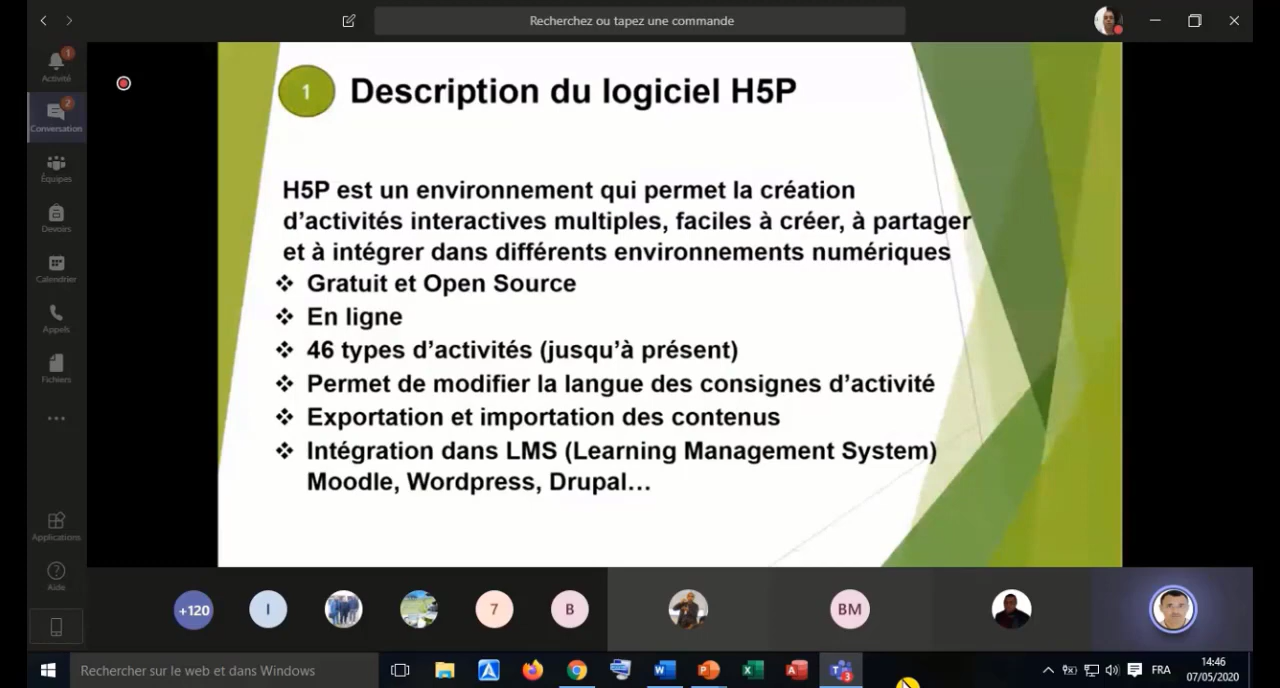 Recherchez ou tapez une commande
Activité
1
Conversation
2
Équipes
Devoirs
Calendrier
Appels
Fichiers
Applications
Aide
1
Description du logiciel H5P
H5P est un environnement qui permet la création
d’activités interactives multiples, faciles à créer, à partager
et à intégrer dans différents environnements numériques
❖ Gratuit et Open Source
❖ En ligne
❖ 46 types d’activités (jusqu’à présent)
❖ Permet de modifier la langue des consignes d’activité
❖ Exportation et importation des contenus
❖ Intégration dans LMS (Learning Management System)
Moodle, Wordpress, Drupal…
+120
I
7
B
BM
Rechercher sur le web et dans Windows
3
FRA
14:46
07/05/2020